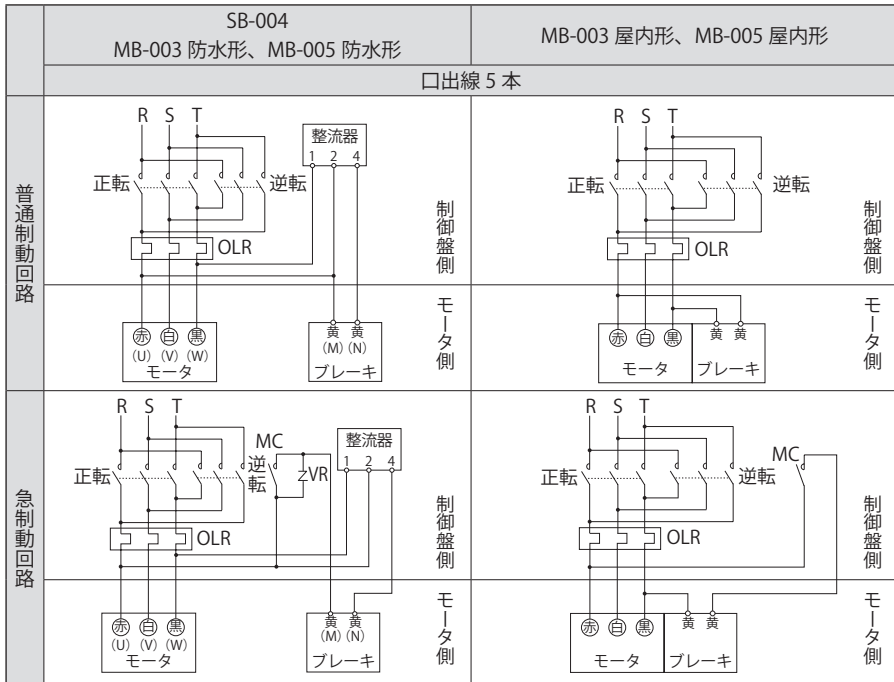 SB-004
MB-003 防水形、MB-005 防水形
MB-003 屋内形、MB-005 屋内形
口出線 5 本
普通制動回路
R S T
整流器
1 2 4
正転
逆転
OLR
制御盤側
モータ側
赤 白 黒
(U) (V) (W)
モータ
黄 黄
(M) (N)
ブレーキ
R S T
正転
逆転
OLR
制御盤側
モータ側
赤 白 黒
モータ
黄 黄
ブレーキ
急制動回路
R S T
MC
整流器
1 2 4
正転
逆転
ZVR
OLR
制御盤側
モータ側
赤 白 黒
(U) (V) (W)
モータ
黄 黄
(M) (N)
ブレーキ
R S T
MC
正転
逆転
OLR
制御盤側
モータ側
赤 白 黒
モータ
黄 黄
ブレーキ